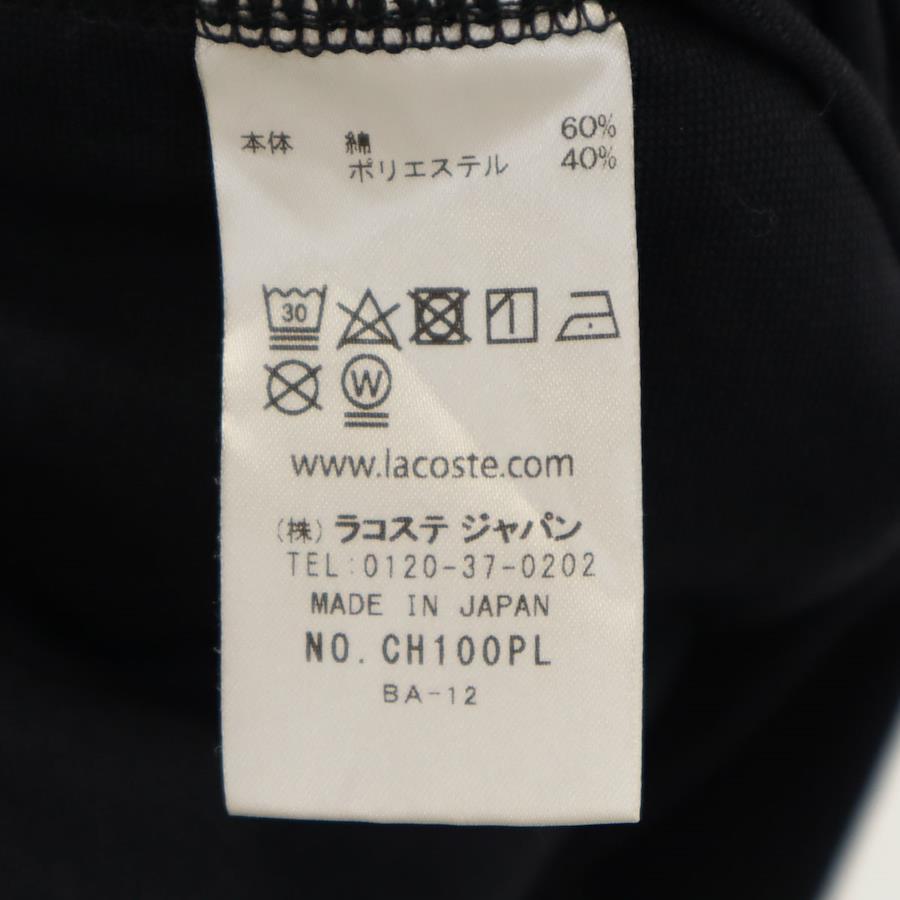 本体 綿 60%
ポリエステル 40%
30
W
www.lacoste.com
(株) ラコステ ジャパン
TEL:0120-37-0202
MADE IN JAPAN
NO. CH100PL
BA-12